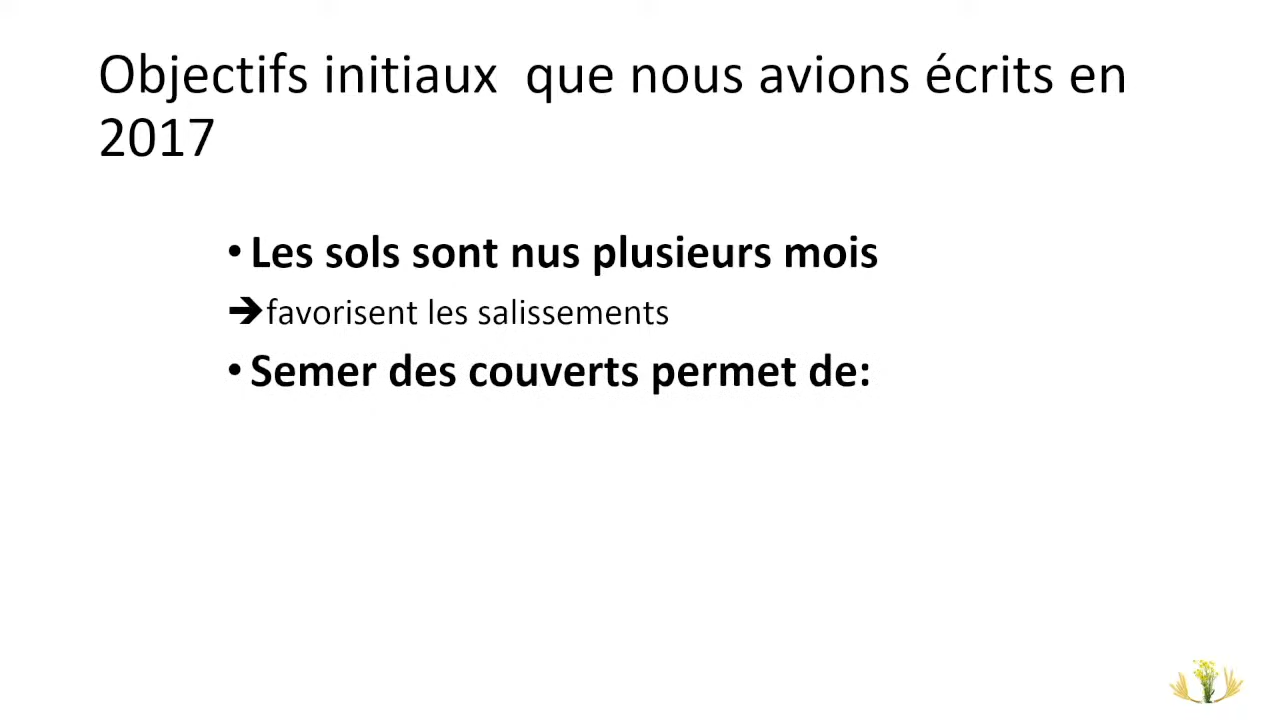 Objectifs initiaux  que nous avions écrits en
2017
• Les sols sont nus plusieurs mois
➔favorisent les salissements
• Semer des couverts permet de: